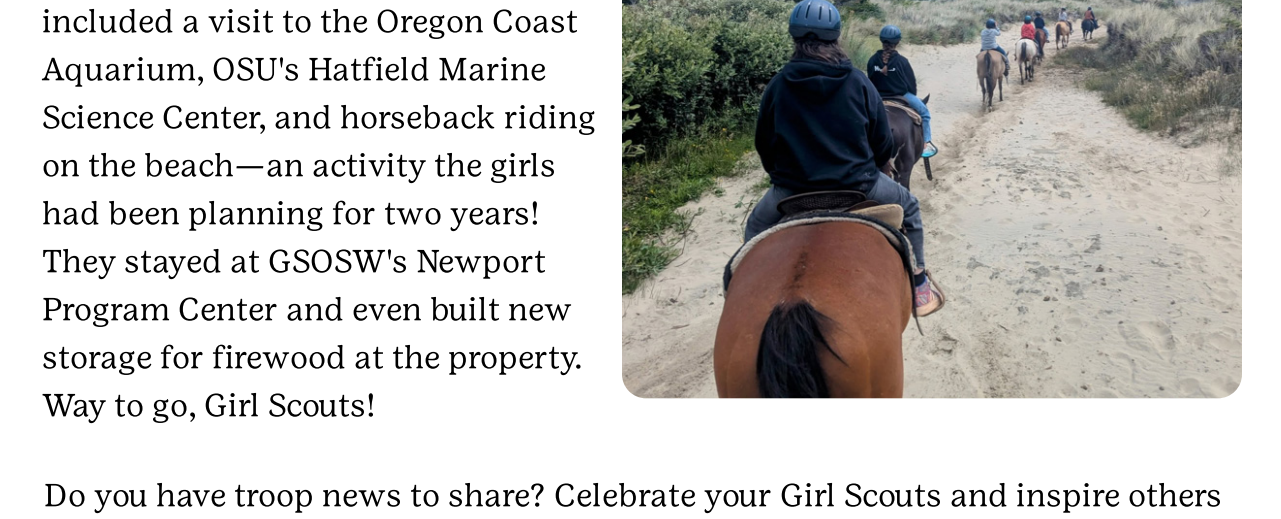 included a visit to the Oregon Coast
Aquarium, OSU's Hatfield Marine
Science Center, and horseback riding
on the beach—an activity the girls
had been planning for two years!
They stayed at GSOSW's Newport
Program Center and even built new
storage for firewood at the property.
Way to go, Girl Scouts!
Do you have troop news to share? Celebrate your Girl Scouts and inspire others